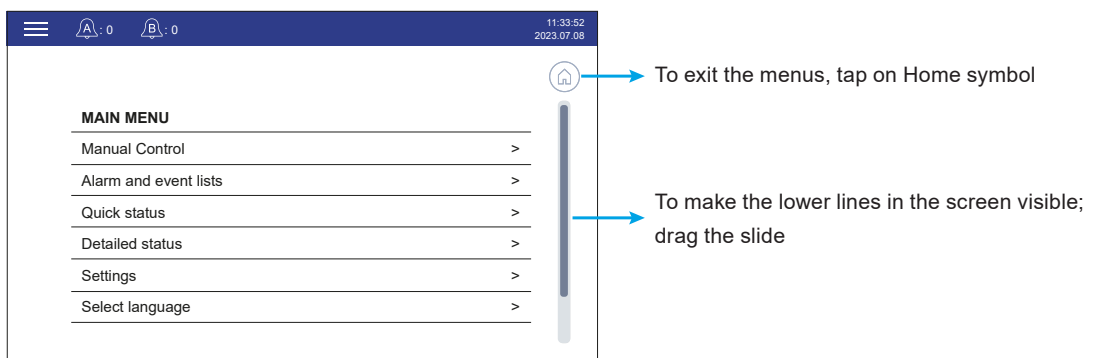 A : 0 B : 0 11:33:52
2023.07.08
To exit the menus, tap on Home symbol
MAIN MENU
Manual Control >
Alarm and event lists >
Quick status >
Detailed status >
Settings >
Select language >
To make the lower lines in the screen visible;
drag the slide